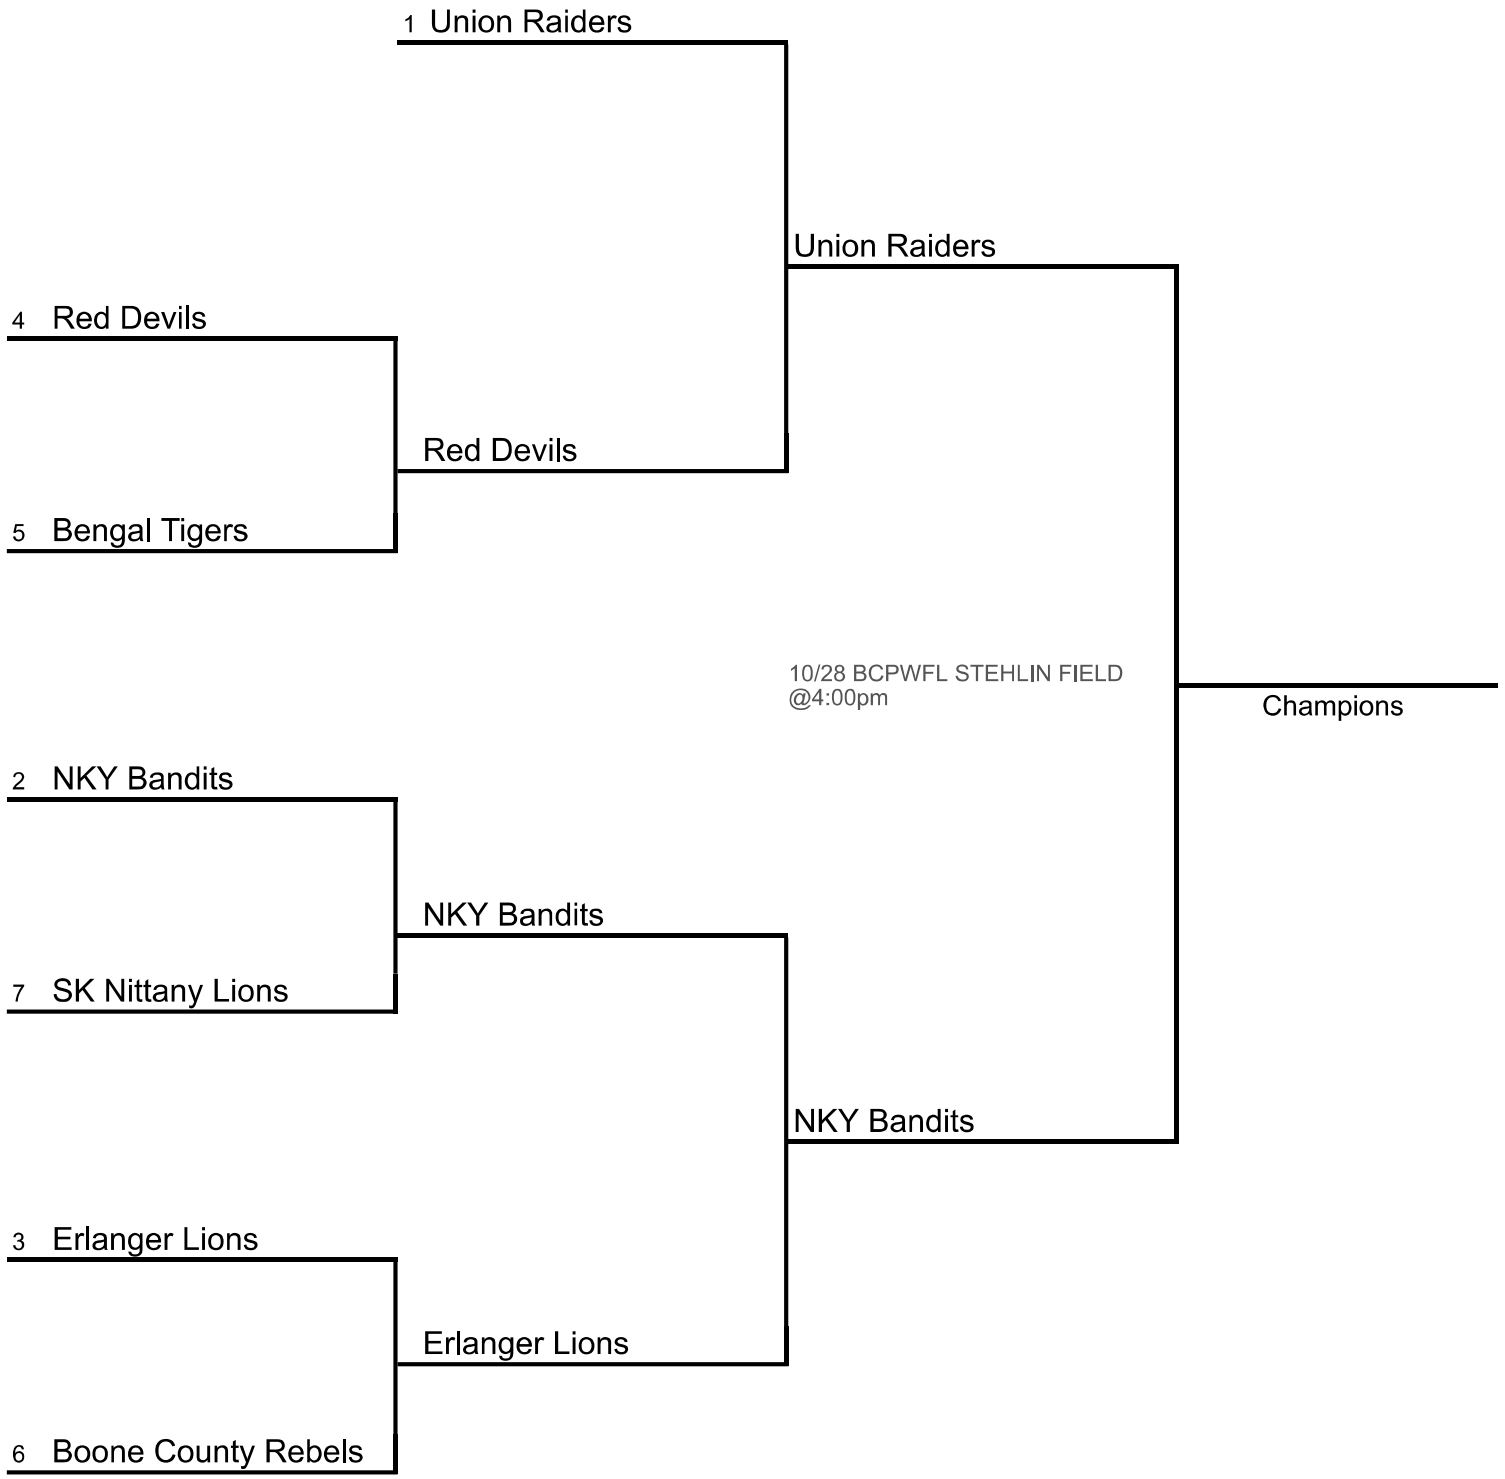 1 Union Raiders
Union Raiders
4 Red Devils
Red Devils
5 Bengal Tigers
10/28 BCPWFL STEHLIN FIELD
@4:00pm
Champions
2 NKY Bandits
NKY Bandits
7 SK Nittany Lions
NKY Bandits
3 Erlanger Lions
Erlanger Lions
6 Boone County Rebels